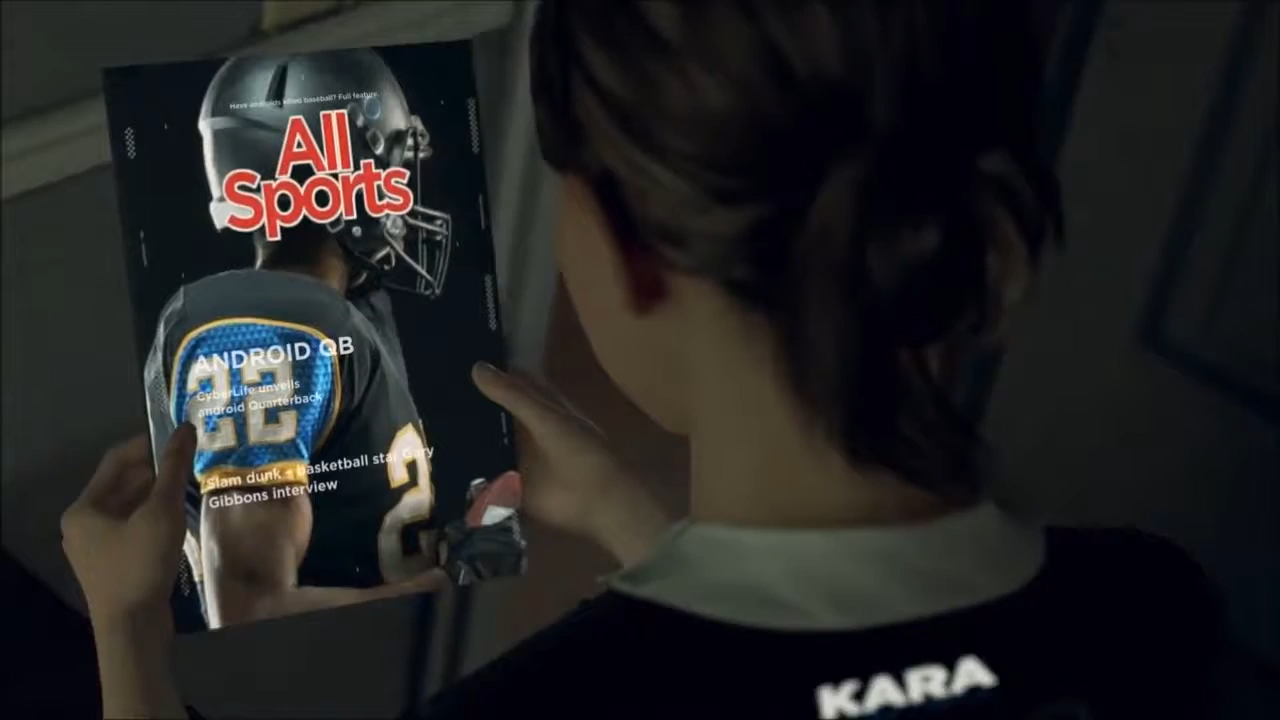 Have androids killed baseball? Full feature.
All
Sports
ANDROID QB
22
CyberLife unveils
android Quarterback
Slam dunk - basketball star Gary
Gibbons interview
2
KARA